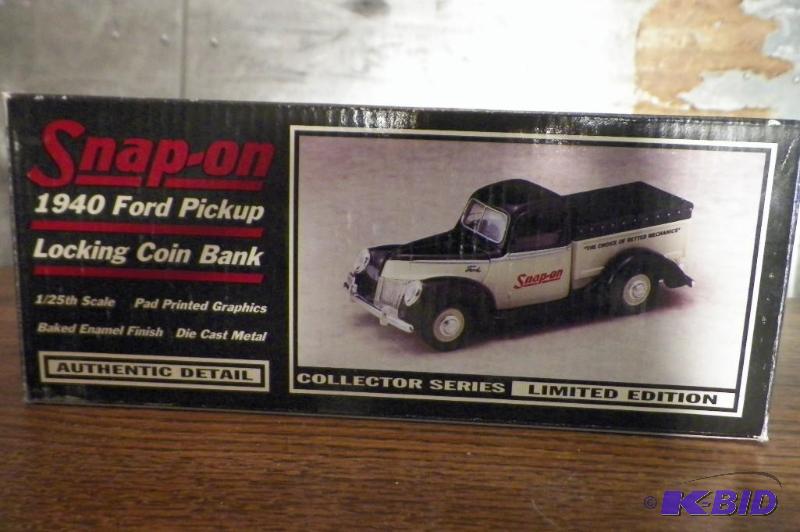 Snap-on
1940 Ford Pickup
Locking Coin Bank
1/25th Scale Pad Printed Graphics
Baked Enamel Finish Die Cast Metal
AUTHENTIC DETAIL
"THE CHOICE OF BETTER MECHANICS"
Ford
Snap-on
COLLECTOR SERIES LIMITED EDITION
© K-BID